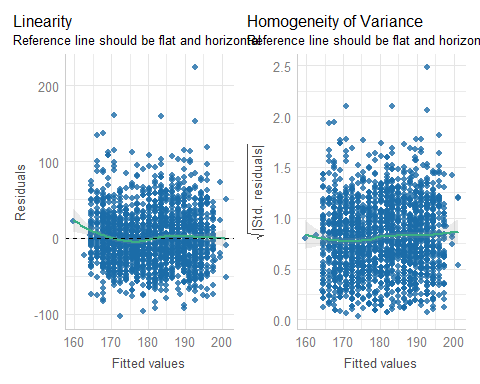 Linearity
Reference line should be flat and horizontal
Residuals
200
100
0
-100
160 170 180 190 200
Fitted values
Homogeneity of Variance
Reference line should be flat and horizont
√|Std. residuals|
2.5
2.0
1.5
1.0
0.5
0.0
160 170 180 190 200
Fitted values